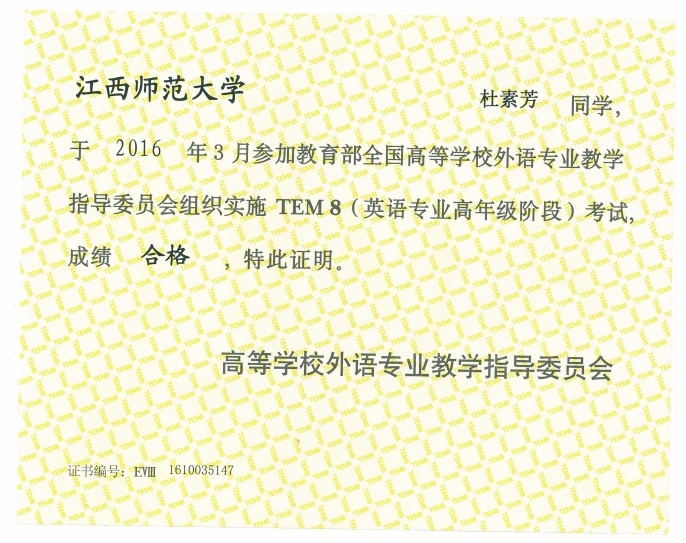 江西师范大学 杜素芳 同学，
于 2016 年3月参加教育部全国高等学校外语专业教学
指导委员会组织实施 TEM 8（英语专业高年级阶段）考试，
成绩 合格 ，特此证明。
高等学校外语专业教学指导委员会
证书编号：EVⅢ 1610035147